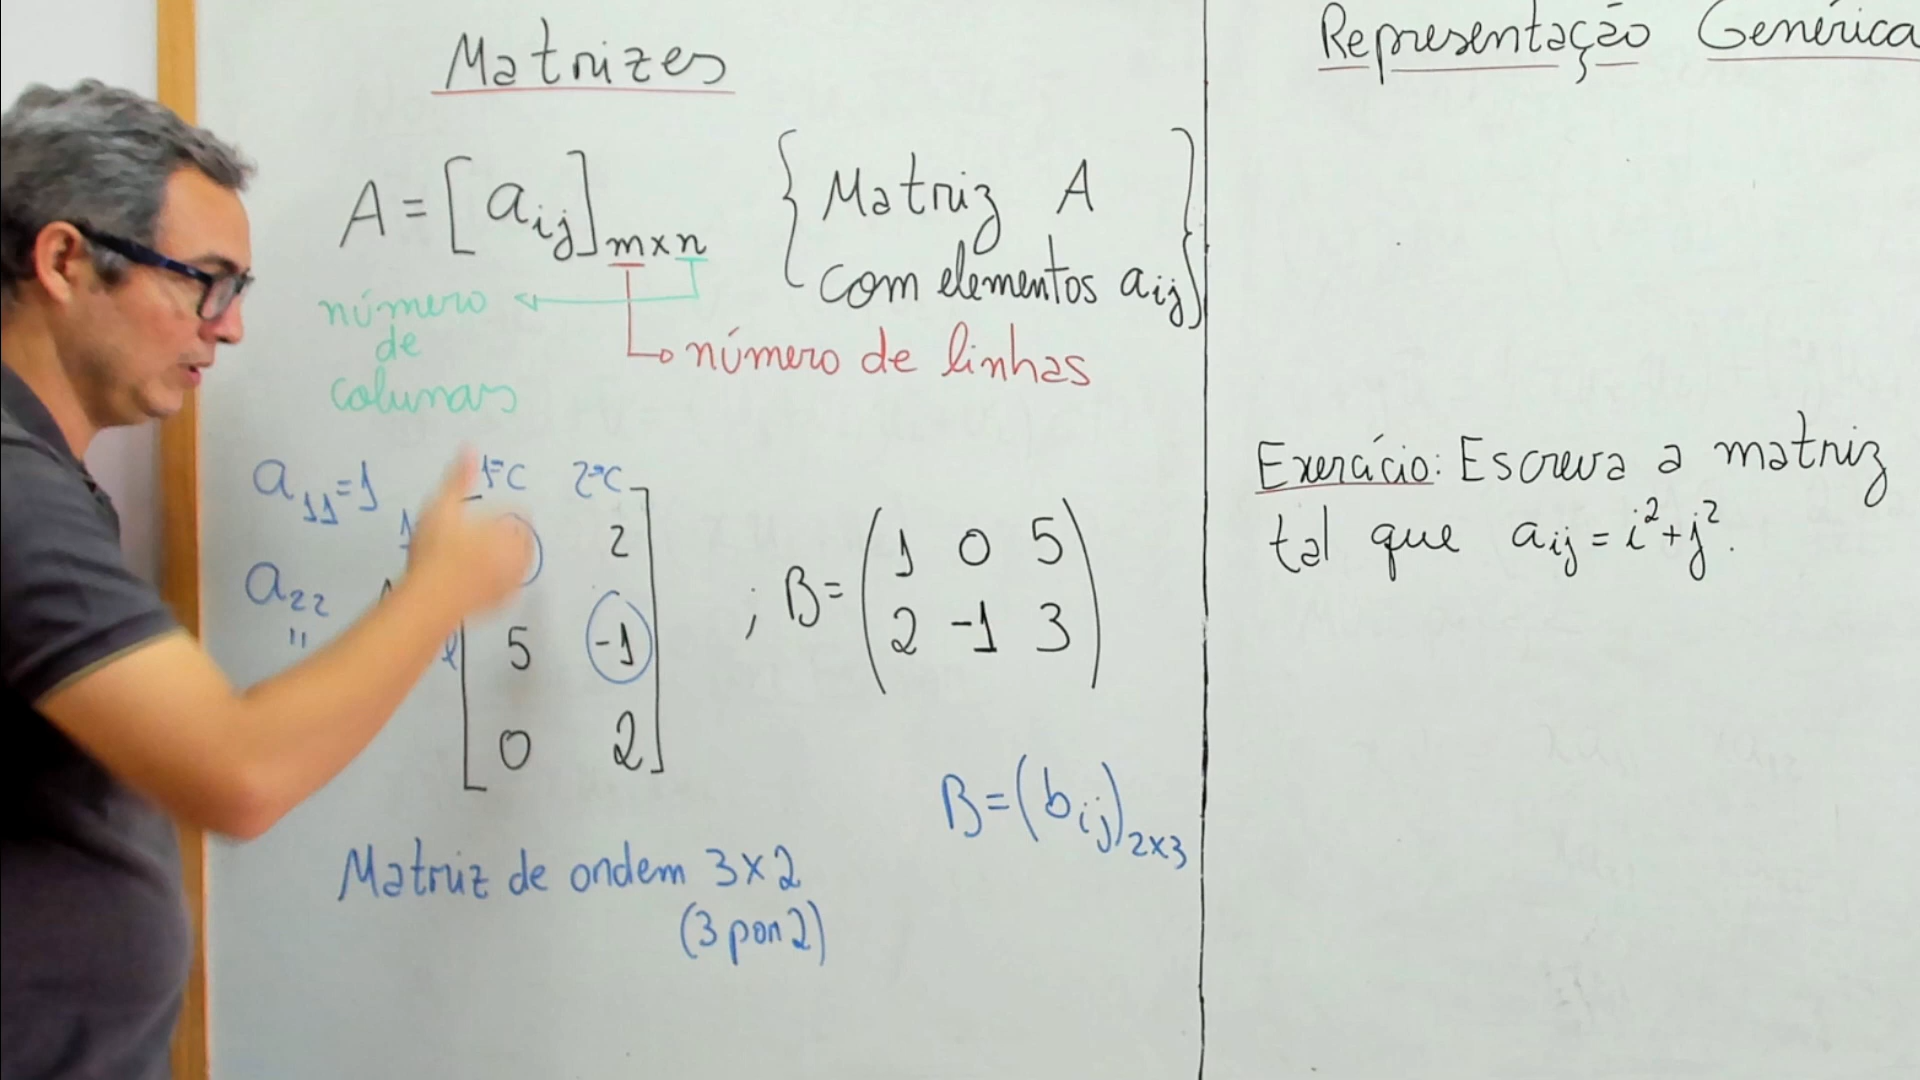 Matrizes
A = [aij]m×n
{Matriz A
com elementos aij}
número
de
colunas
número de linhas
a11=1
1ªC 2ªC
a22
"
2
5 -1
0 2
; B = (1 0 5
2 -1 3)
B=(bij)2×3
Matriz de ordem 3×2
(3 por 2)
Representação Genérica
Exercício: Escreva a matriz
tal que aij = i²+j².